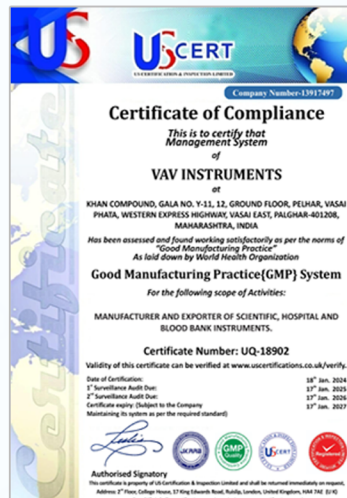 US
USCERT
US CERTIFICATION & INSPECTION LIMITED
Company Number-13917497
Certificate of Compliance
This is to certify that
Management System
of
VAV INSTRUMENTS
at
KHAN COMPOUND, GALA NO. Y-11, 12, GROUND FLOOR, PELHAR, VASAI
PHATA, WESTERN EXPRESS HIGHWAY, VASAI EAST, PALGHAR-401208,
MAHARASHTRA, INDIA
Has been assessed and found working satisfactorily as per the norms of
"Good Manufacturing Practice"
As laid down by World Health Organization
Good Manufacturing Practice{GMP} System
For the following scope of Activities:
MANUFACTURER AND EXPORTER OF SCIENTIFIC, HOSPITAL AND
BLOOD BANK INSTRUMENTS.
Certificate Number: UQ-18902
Validity of this certificate can be verified at www.uscertifications.co.uk/verify.
Date of Certification: 18th Jan. 2024
1st Surveillance Audit Due: 17th Jan. 2025
2nd Surveillance Audit Due: 17th Jan. 2026
Certificate expiry: (Subject to the Company 17th Jan. 2027
Maintaining its system as per the required standard)
GMP
Quality
USCERT
Registered
Authorised Signatory
This certificate is property of US Certification & Inspection Limited and shall be returned immediately on request,
Address: 2nd Floor, College House, 17 King Edwards Road, Ruislip, London, United Kingdom, HA4 7AE (U K)
Certificate